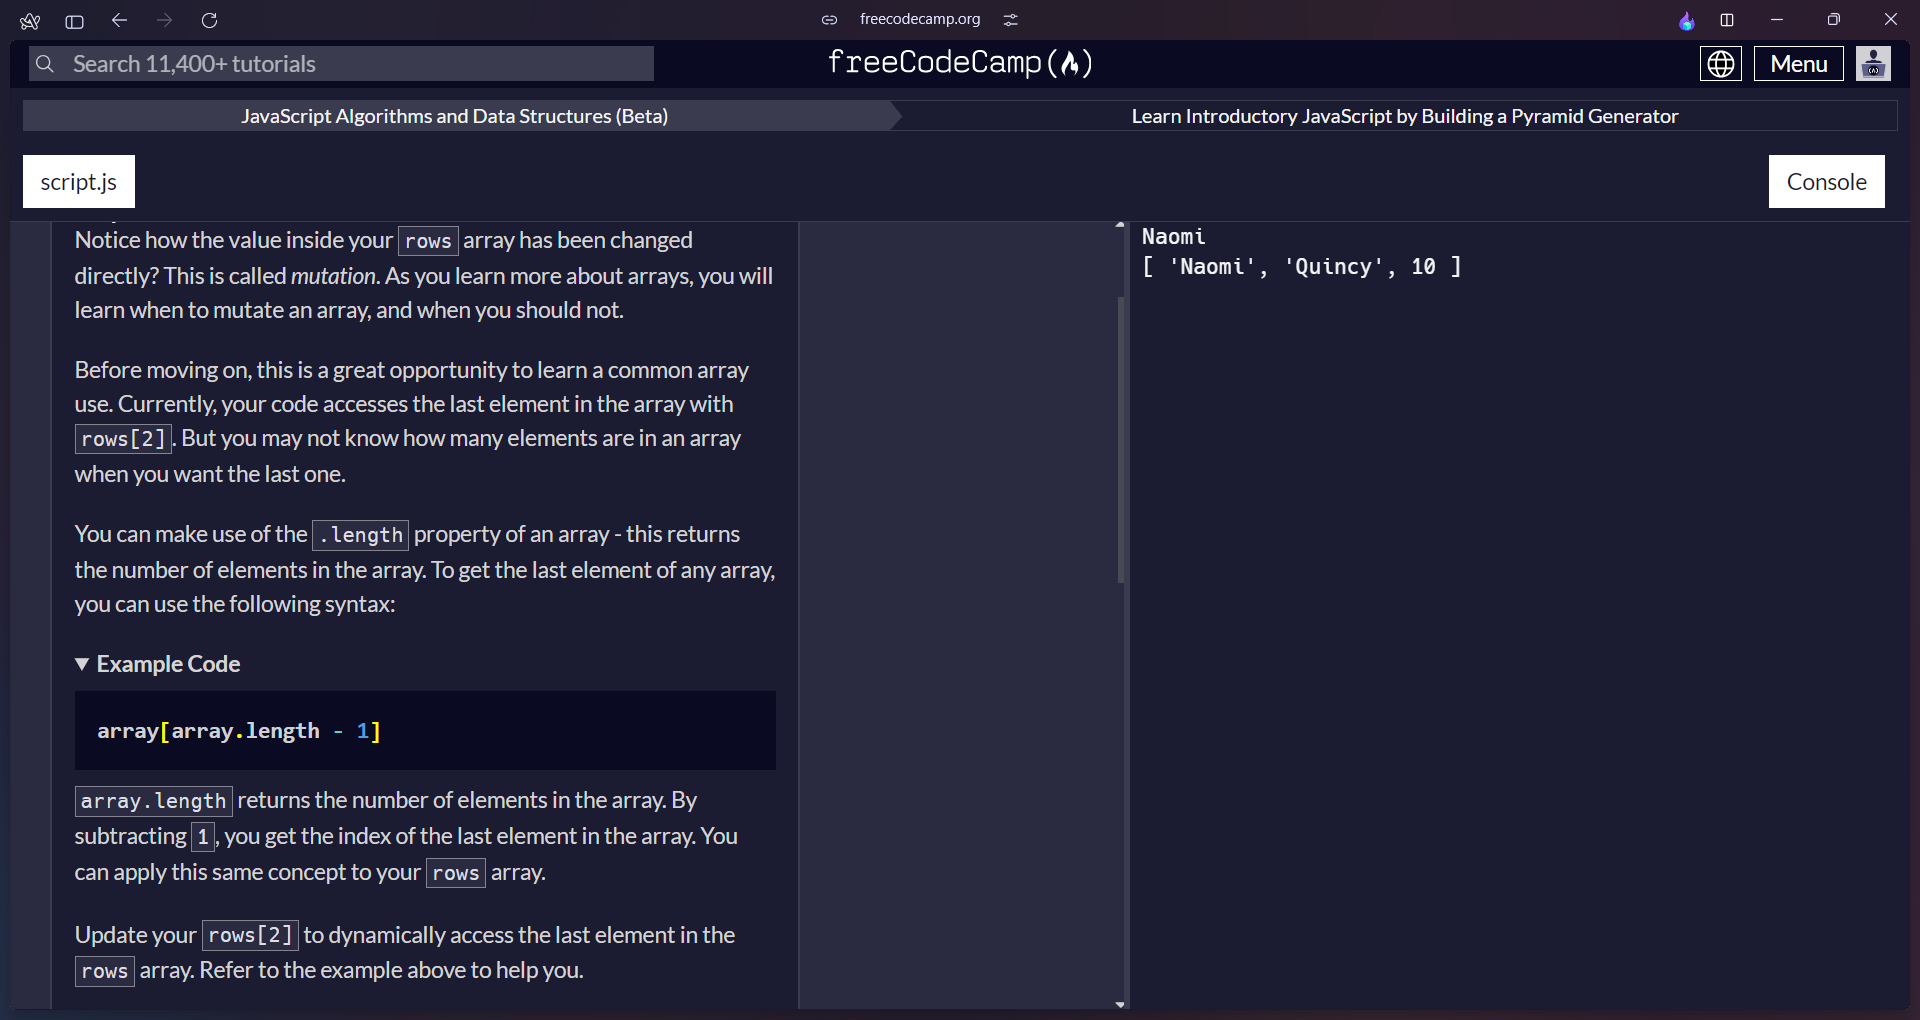 freecodecamp.org
Search 11,400+ tutorials
freeCodeCamp(🔥)
Menu
JavaScript Algorithms and Data Structures (Beta)
Learn Introductory JavaScript by Building a Pyramid Generator
script.js
Console
Notice how the value inside your rows array has been changed
directly? This is called mutation. As you learn more about arrays, you will
learn when to mutate an array, and when you should not.
Before moving on, this is a great opportunity to learn a common array
use. Currently, your code accesses the last element in the array with
rows[2]. But you may not know how many elements are in an array
when you want the last one.
You can make use of the .length property of an array - this returns
the number of elements in the array. To get the last element of any array,
you can use the following syntax:
▼ Example Code
array[array.length - 1]
array.length returns the number of elements in the array. By
subtracting 1, you get the index of the last element in the array. You
can apply this same concept to your rows array.
Update your rows[2] to dynamically access the last element in the
rows array. Refer to the example above to help you.
Naomi
[ 'Naomi', 'Quincy', 10 ]